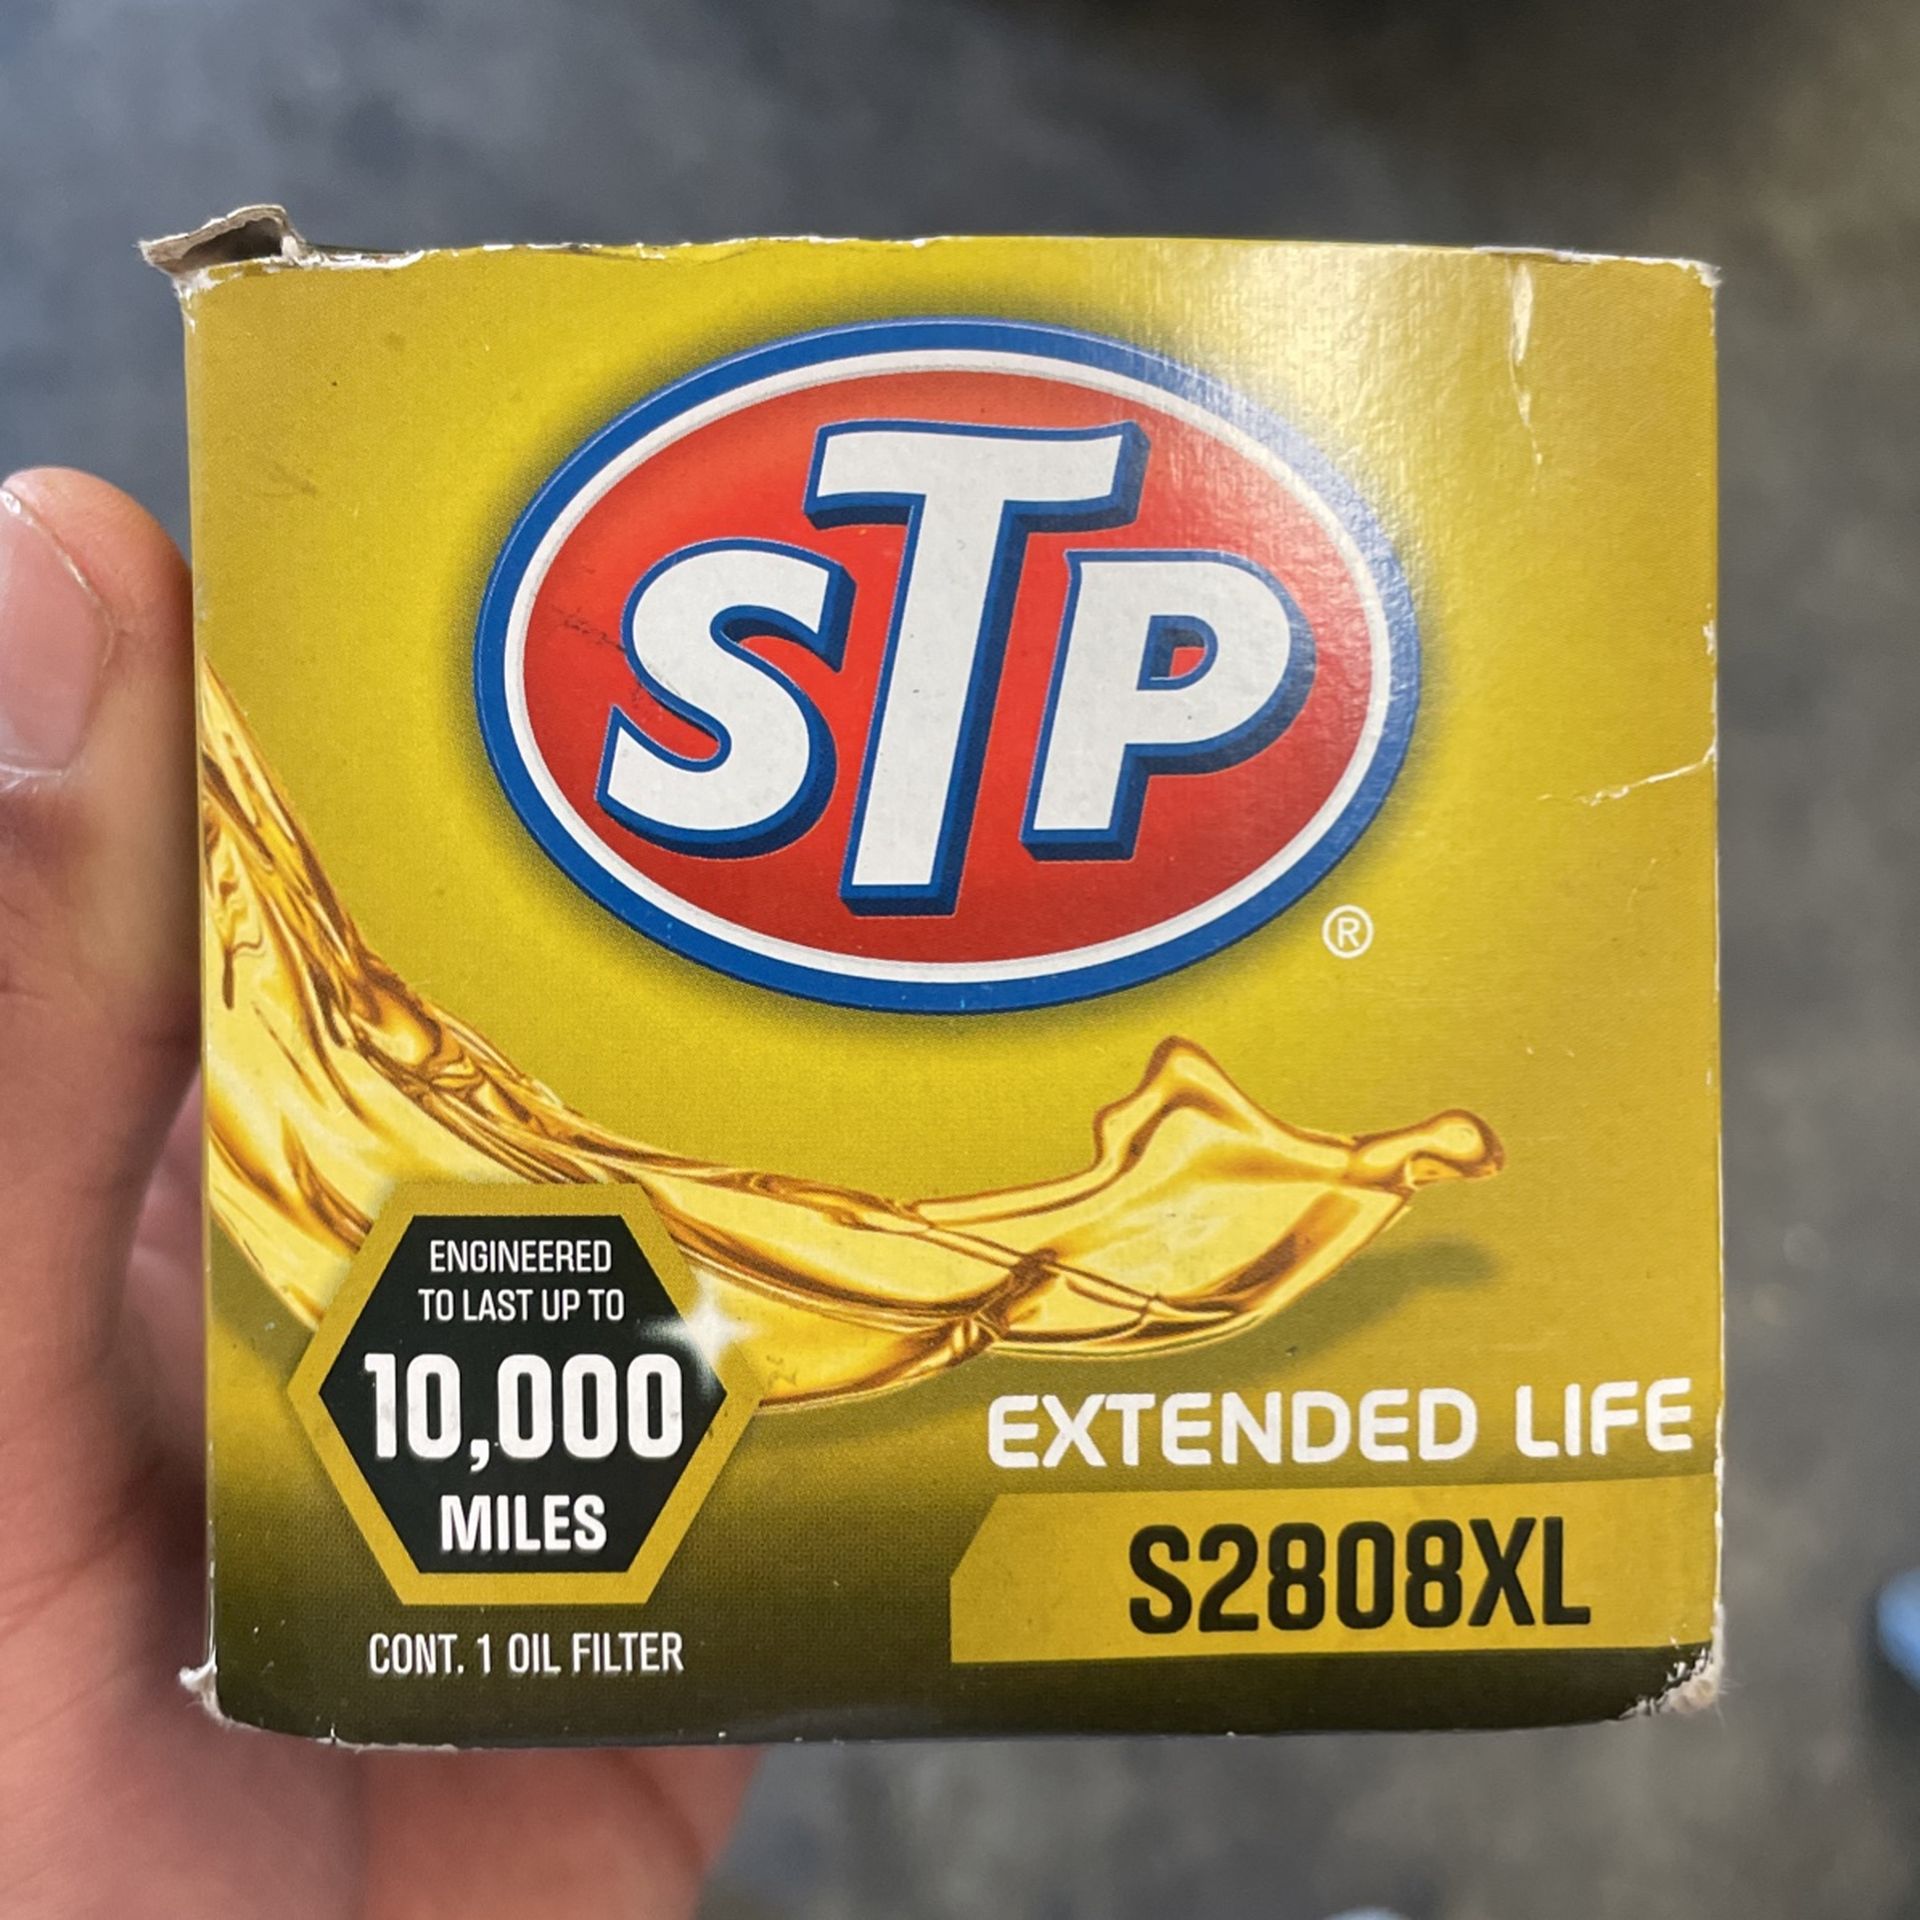 STP
®
ENGINEERED
TO LAST UP TO
10,000
MILES
CONT. 1 OIL FILTER
EXTENDED LIFE
S2808XL